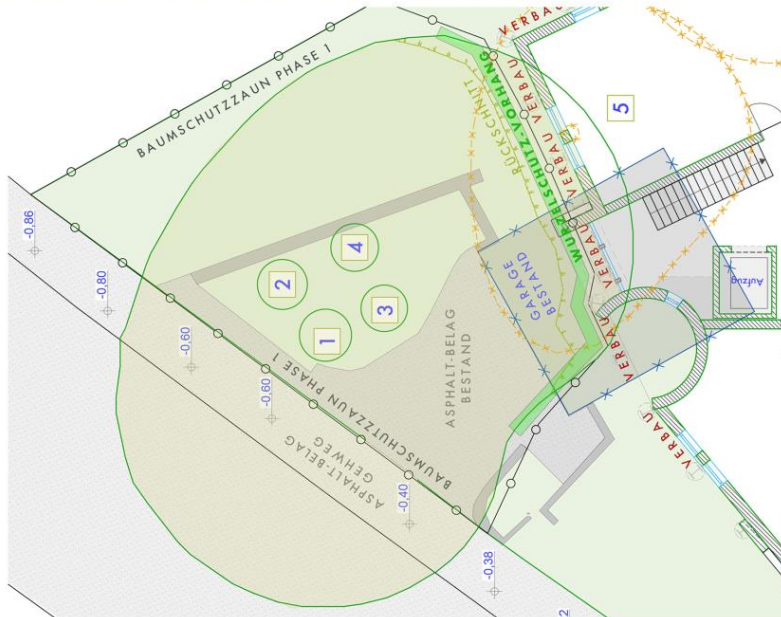 -0,86
-0,80
-0,60
-0,60
-0,40
-0,38
2
BAUMSCHUTZZAUN PHASE 1
BAUMSCHUTZZAUN PHASE 1
ASPHALT-BELAG
GEHWEG
ASPHALT-BELAG
BESTAND
1
2
3
4
5
RÜCKSCHNITT
WURZELSCHUTZ-VORHANG
VERBAU
VERBAU
VERBAU
VERBAU
VERBAU
VERBAU
GARAGE
BESTAND
Aufzug